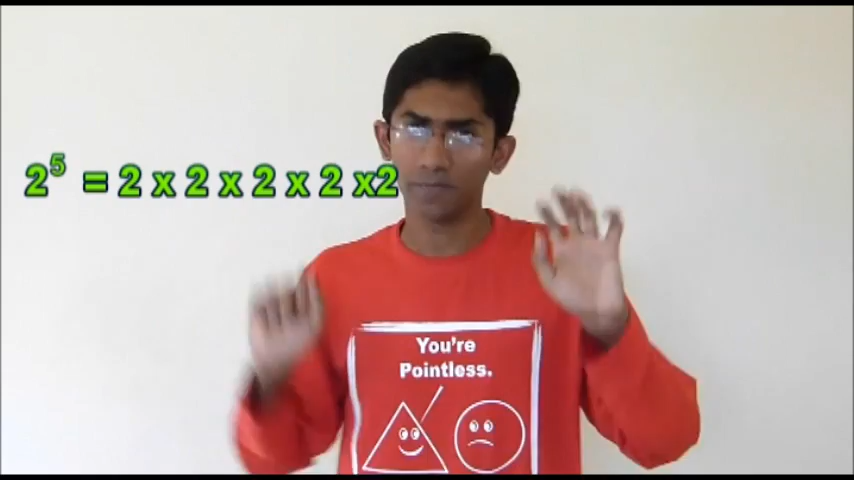 2⁵ = 2 x 2 x 2 x 2 x2
You're
Pointless.